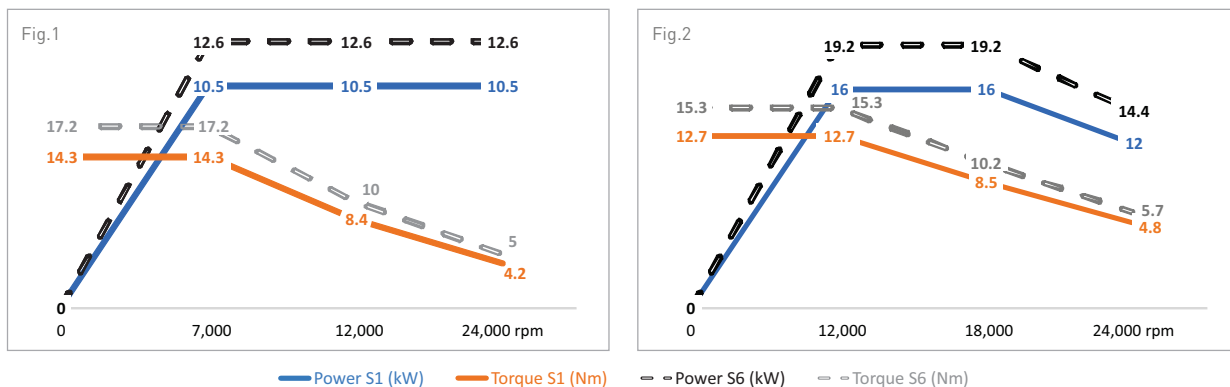 Fig.1
12.6 12.6 12.6
10.5 10.5 10.5
17.2 17.2
14.3 14.3
10
8.4
5
4.2
0
0 7,000 12,000 24,000 rpm
Fig.2
19.2 19.2
16 16
14.4
15.3 15.3
12.7 12.7
12
10.2
8.5
5.7
4.8
0
0 12,000 18,000 24,000 rpm
Power S1 (kW) Torque S1 (Nm) Power S6 (kW) Torque S6 (Nm)